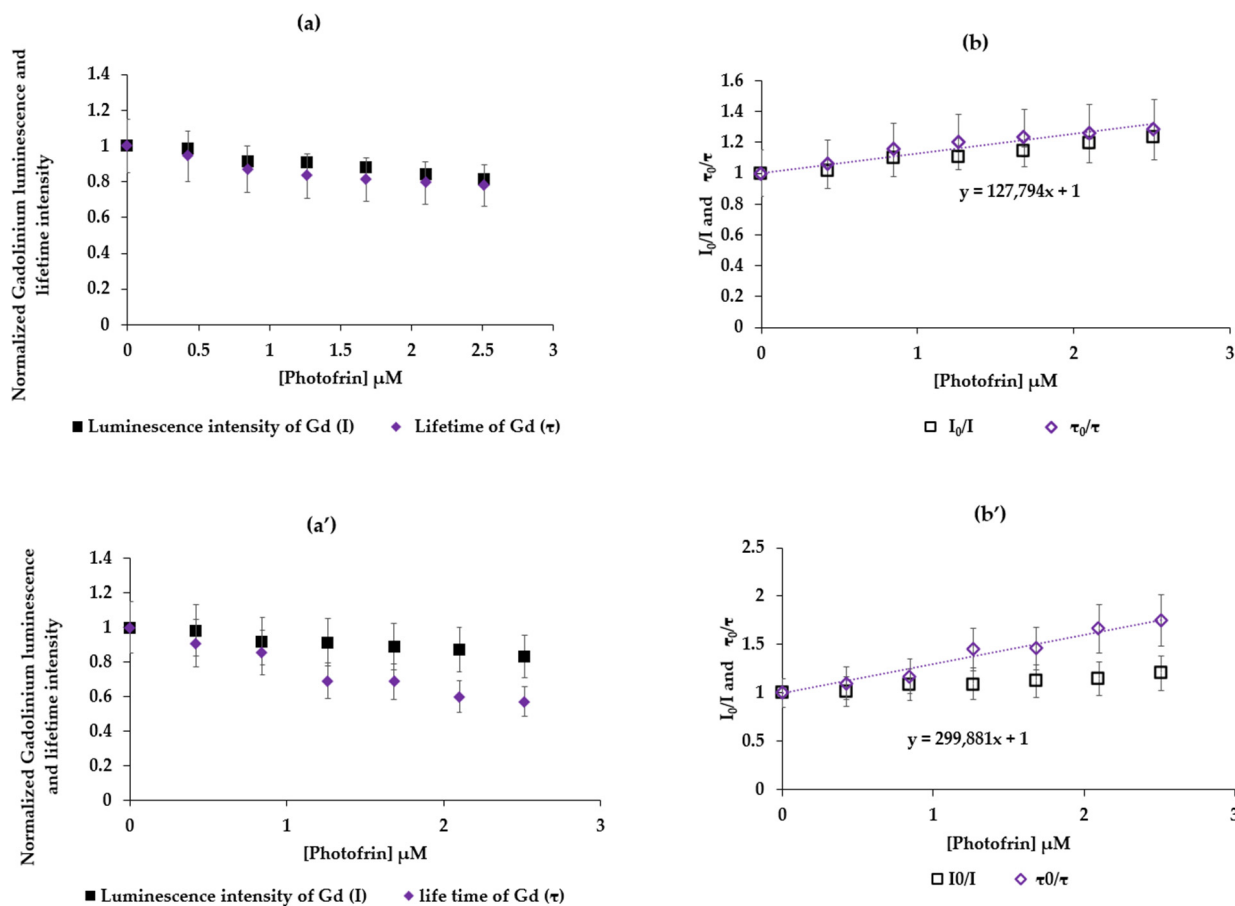 (a)
Normalized Gadolinium luminescence and
lifetime intensity
1.4
1.2
1
0.8
0.6
0.4
0.2
0
0 0.5 1 1.5 2 2.5 3
[Photofrin] μM
Luminescence intensity of Gd (I) Lifetime of Gd (τ)
(b)
I₀/I and τ₀/τ
1.6
1.4
1.2
1
0.8
0.6
0.4
0.2
0
y = 127,794x + 1
0 1 2 3
[Photofrin] μM
I₀/I τ₀/τ
(a′)
Normalized Gadolinium luminescence
and lifetime intensity
1.4
1.2
1
0.8
0.6
0.4
0.2
0
0 1 2 3
[Photofrin] μM
Luminescence intensity of Gd (I) life time of Gd (τ)
(b′)
I₀/I and τ₀/τ
2.5
2
1.5
1
0.5
0
y = 299,881x + 1
0 1 2 3
[Photofrin] μM
I0/I τ0/τ